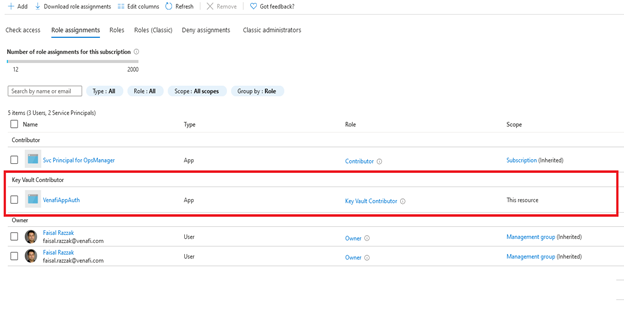 Add Download role assignments Edit columns Refresh Remove Got feedback?
Check access Role assignments Roles Roles (Classic) Deny assignments Classic administrators
Number of role assignments for this subscription
12 2000
Search by name or email Type : All Role : All Scope : All scopes Group by : Role
5 items (3 Users, 2 Service Principals)
Name Type Role Scope
Contributor
Svc Principal for OpsManager App Contributor Subscription (Inherited)
Key Vault Contributor
VenafiAppAuth App Key Vault Contributor This resource
Owner
Faisal Razzak
faisal.razzak@venafi.com User Owner Management group (Inherited)
Faisal Razzak
faisal.razzak@venafi.com User Owner Management group (Inherited)